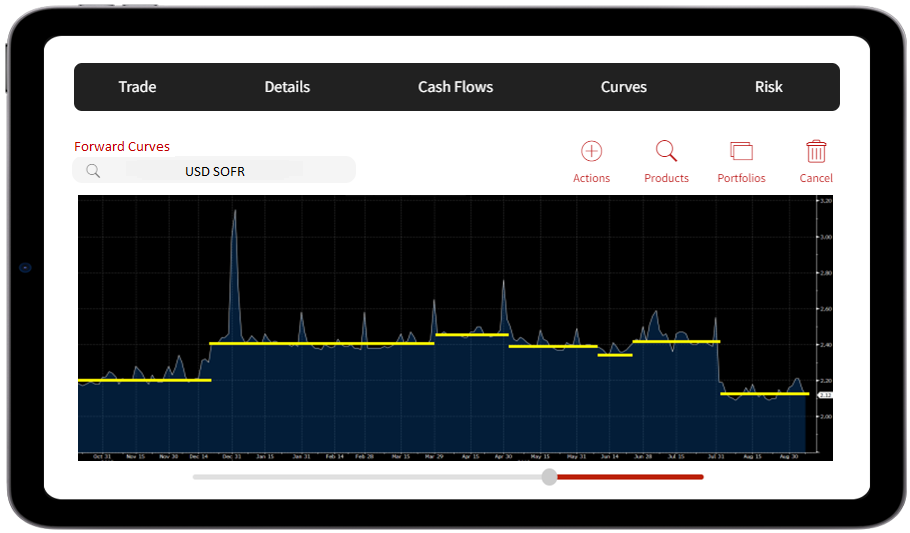 Trade Details Cash Flows Curves Risk
Forward Curves
USD SOFR
Actions Products Portfolios Cancel
3.20
3.00
2.80
2.60
2.40
2.20
2.12
2.00
Oct 31 Nov 15 Nov 30 Dec 14 Dec 31 Jan 15 Jan 31 Feb 14 Feb 28 Mar 15 Mar 29 Apr 15 Apr 30 May 15 May 31 Jun 14 Jun 28 Jul 15 Jul 31 Aug 15 Aug 30